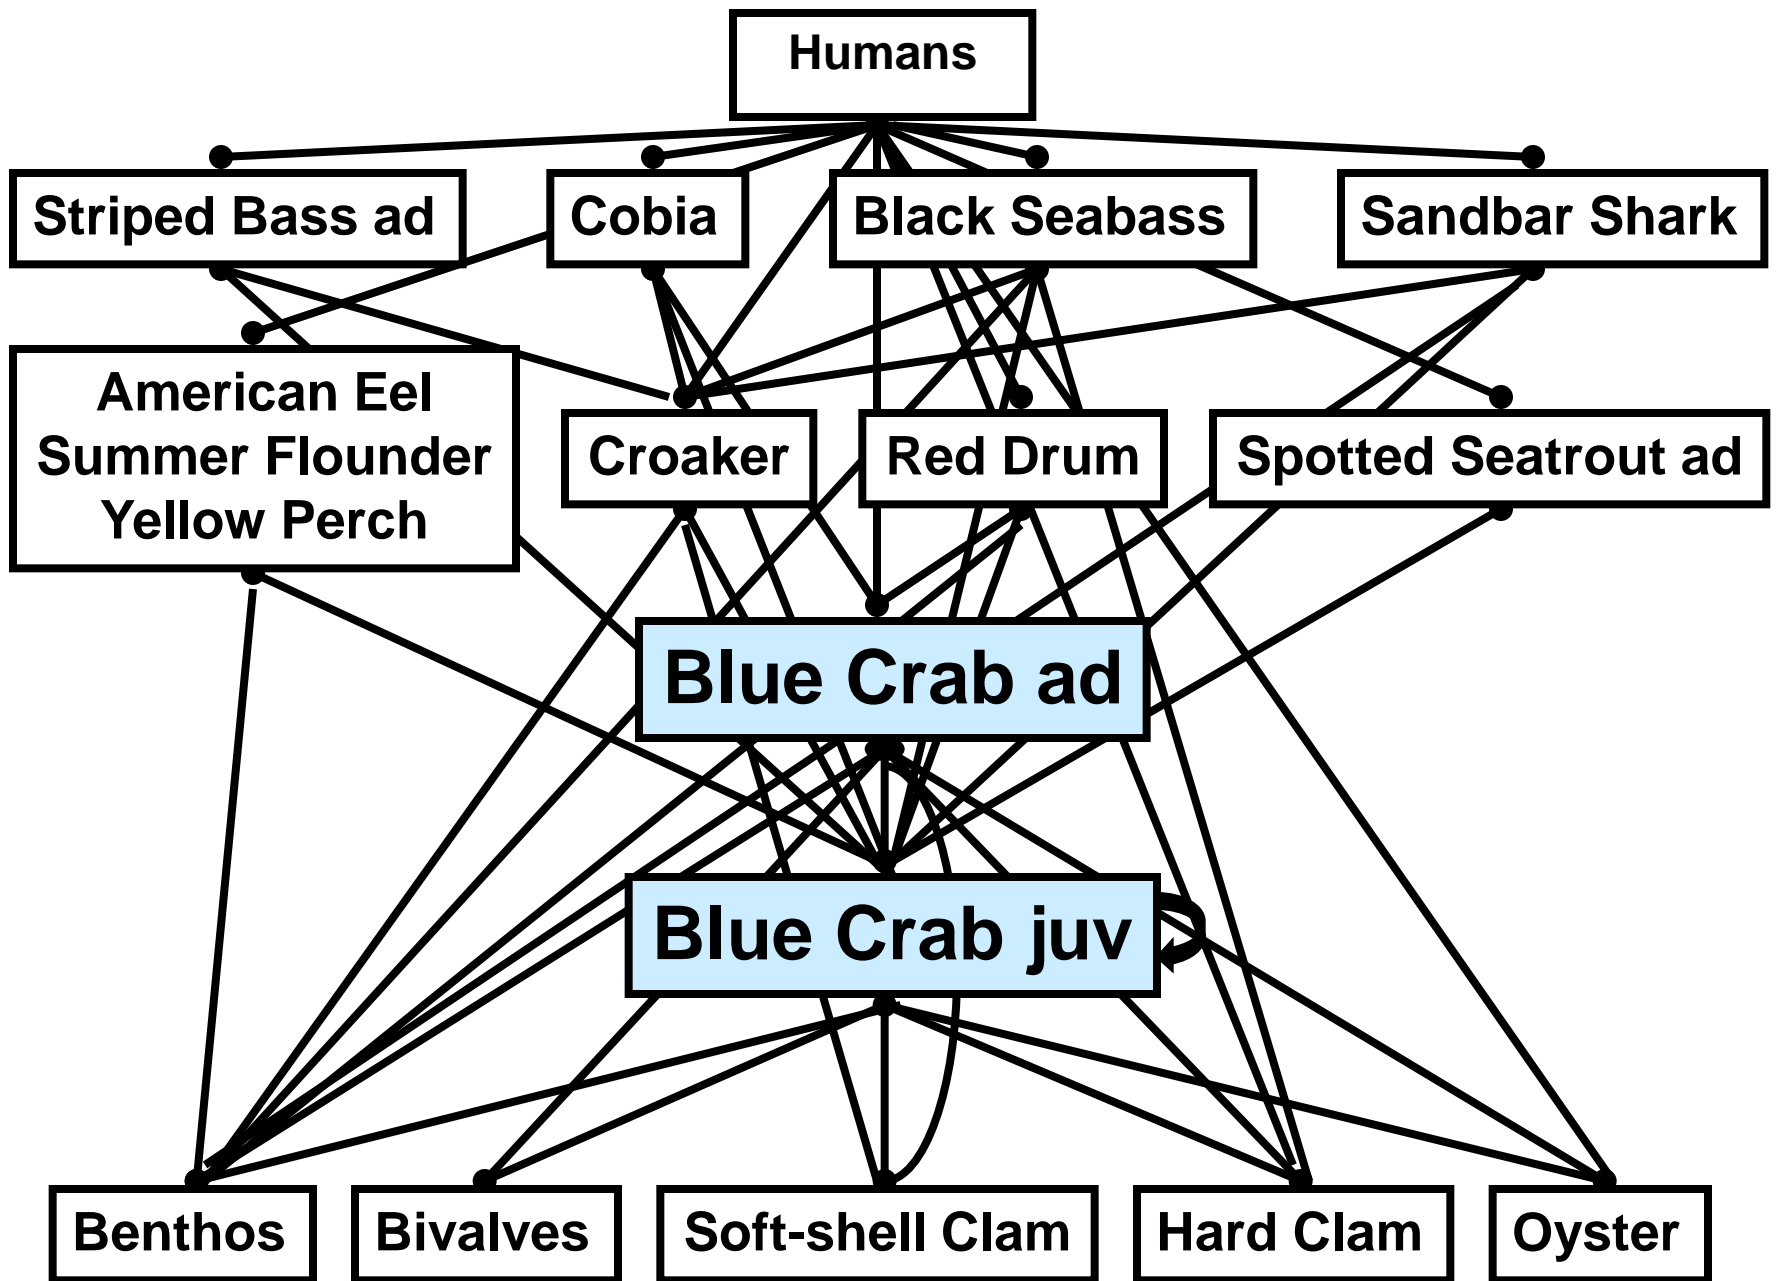 Humans
Striped Bass ad
Cobia
Black Seabass
Sandbar Shark
American Eel
Summer Flounder
Yellow Perch
Croaker
Red Drum
Spotted Seatrout ad
Blue Crab ad
Blue Crab juv
Benthos
Bivalves
Soft-shell Clam
Hard Clam
Oyster